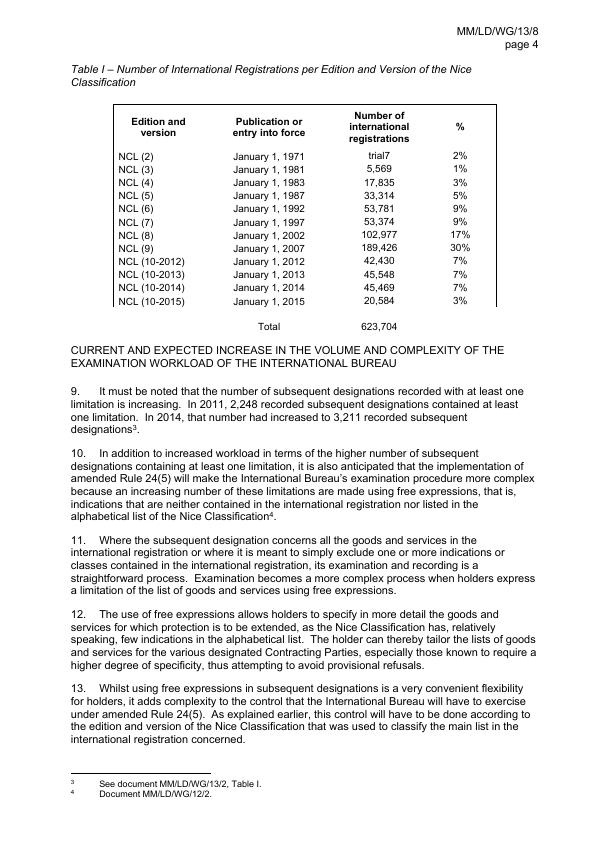 MM/LD/WG/13/8
page 4
Table I – Number of International Registrations per Edition and Version of the Nice
Classification
Edition and version Publication or entry into force Number of international registrations %
NCL (2) January 1, 1971 trial7 2%
NCL (3) January 1, 1981 5,569 1%
NCL (4) January 1, 1983 17,835 3%
NCL (5) January 1, 1987 33,314 5%
NCL (6) January 1, 1992 53,781 9%
NCL (7) January 1, 1997 53,374 9%
NCL (8) January 1, 2002 102,977 17%
NCL (9) January 1, 2007 189,426 30%
NCL (10-2012) January 1, 2012 42,430 7%
NCL (10-2013) January 1, 2013 45,548 7%
NCL (10-2014) January 1, 2014 45,469 7%
NCL (10-2015) January 1, 2015 20,584 3%
Total 623,704
CURRENT AND EXPECTED INCREASE IN THE VOLUME AND COMPLEXITY OF THE
EXAMINATION WORKLOAD OF THE INTERNATIONAL BUREAU
9. It must be noted that the number of subsequent designations recorded with at least one
limitation is increasing. In 2011, 2,248 recorded subsequent designations contained at least
one limitation. In 2014, that number had increased to 3,211 recorded subsequent
designations³.
10. In addition to increased workload in terms of the higher number of subsequent
designations containing at least one limitation, it is also anticipated that the implementation of
amended Rule 24(5) will make the International Bureau's examination procedure more complex
because an increasing number of these limitations are made using free expressions, that is,
indications that are neither contained in the international registration nor listed in the
alphabetical list of the Nice Classification⁴.
11. Where the subsequent designation concerns all the goods and services in the
international registration or where it is meant to simply exclude one or more indications or
classes contained in the international registration, its examination and recording is a
straightforward process. Examination becomes a more complex process when holders express
a limitation of the list of goods and services using free expressions.
12. The use of free expressions allows holders to specify in more detail the goods and
services for which protection is to be extended, as the Nice Classification has, relatively
speaking, few indications in the alphabetical list. The holder can thereby tailor the lists of goods
and services for the various designated Contracting Parties, especially those known to require a
higher degree of specificity, thus attempting to avoid provisional refusals.
13. Whilst using free expressions in subsequent designations is a very convenient flexibility
for holders, it adds complexity to the control that the International Bureau will have to exercise
under amended Rule 24(5). As explained earlier, this control will have to be done according to
the edition and version of the Nice Classification that was used to classify the main list in the
international registration concerned.
³ See document MM/LD/WG/13/2, Table I.
⁴ Document MM/LD/WG/12/2.